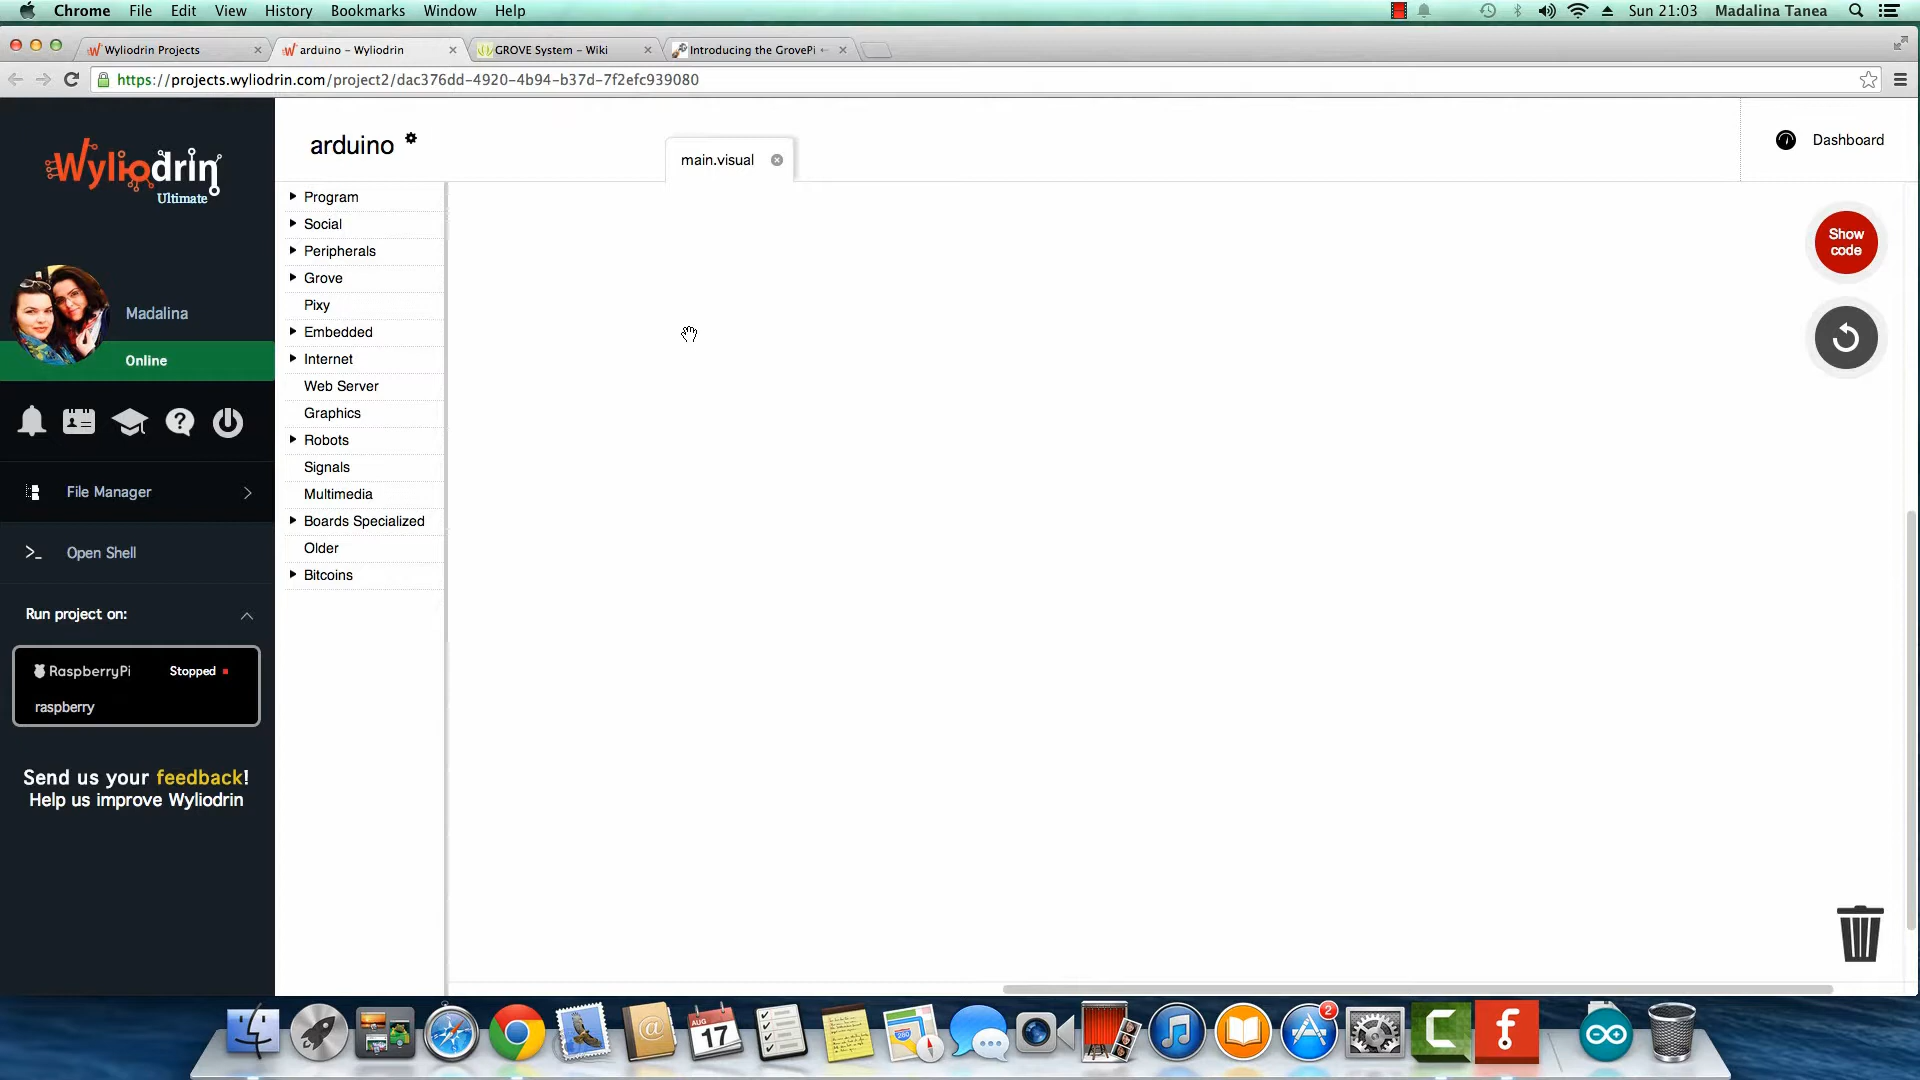 Chrome File Edit View History Bookmarks Window Help Sun 21:03 Madalina Tanea
Wyliodrin Projects arduino – Wyliodrin GROVE System – Wiki Introducing the GrovePi
https://projects.wyliodrin.com/project2/dac376dd-4920-4b94-b37d-7f2efc939080
Wyliodrin
Ultimate
Madalina
Online
File Manager
>_ Open Shell
Run project on:
RaspberryPi Stopped
raspberry
Send us your feedback!
Help us improve Wyliodrin
arduino
main.visual
Dashboard
Program
Social
Peripherals
Grove
Pixy
Embedded
Internet
Web Server
Graphics
Robots
Signals
Multimedia
Boards Specialized
Older
Bitcoins
Show
code
AUG
17
2